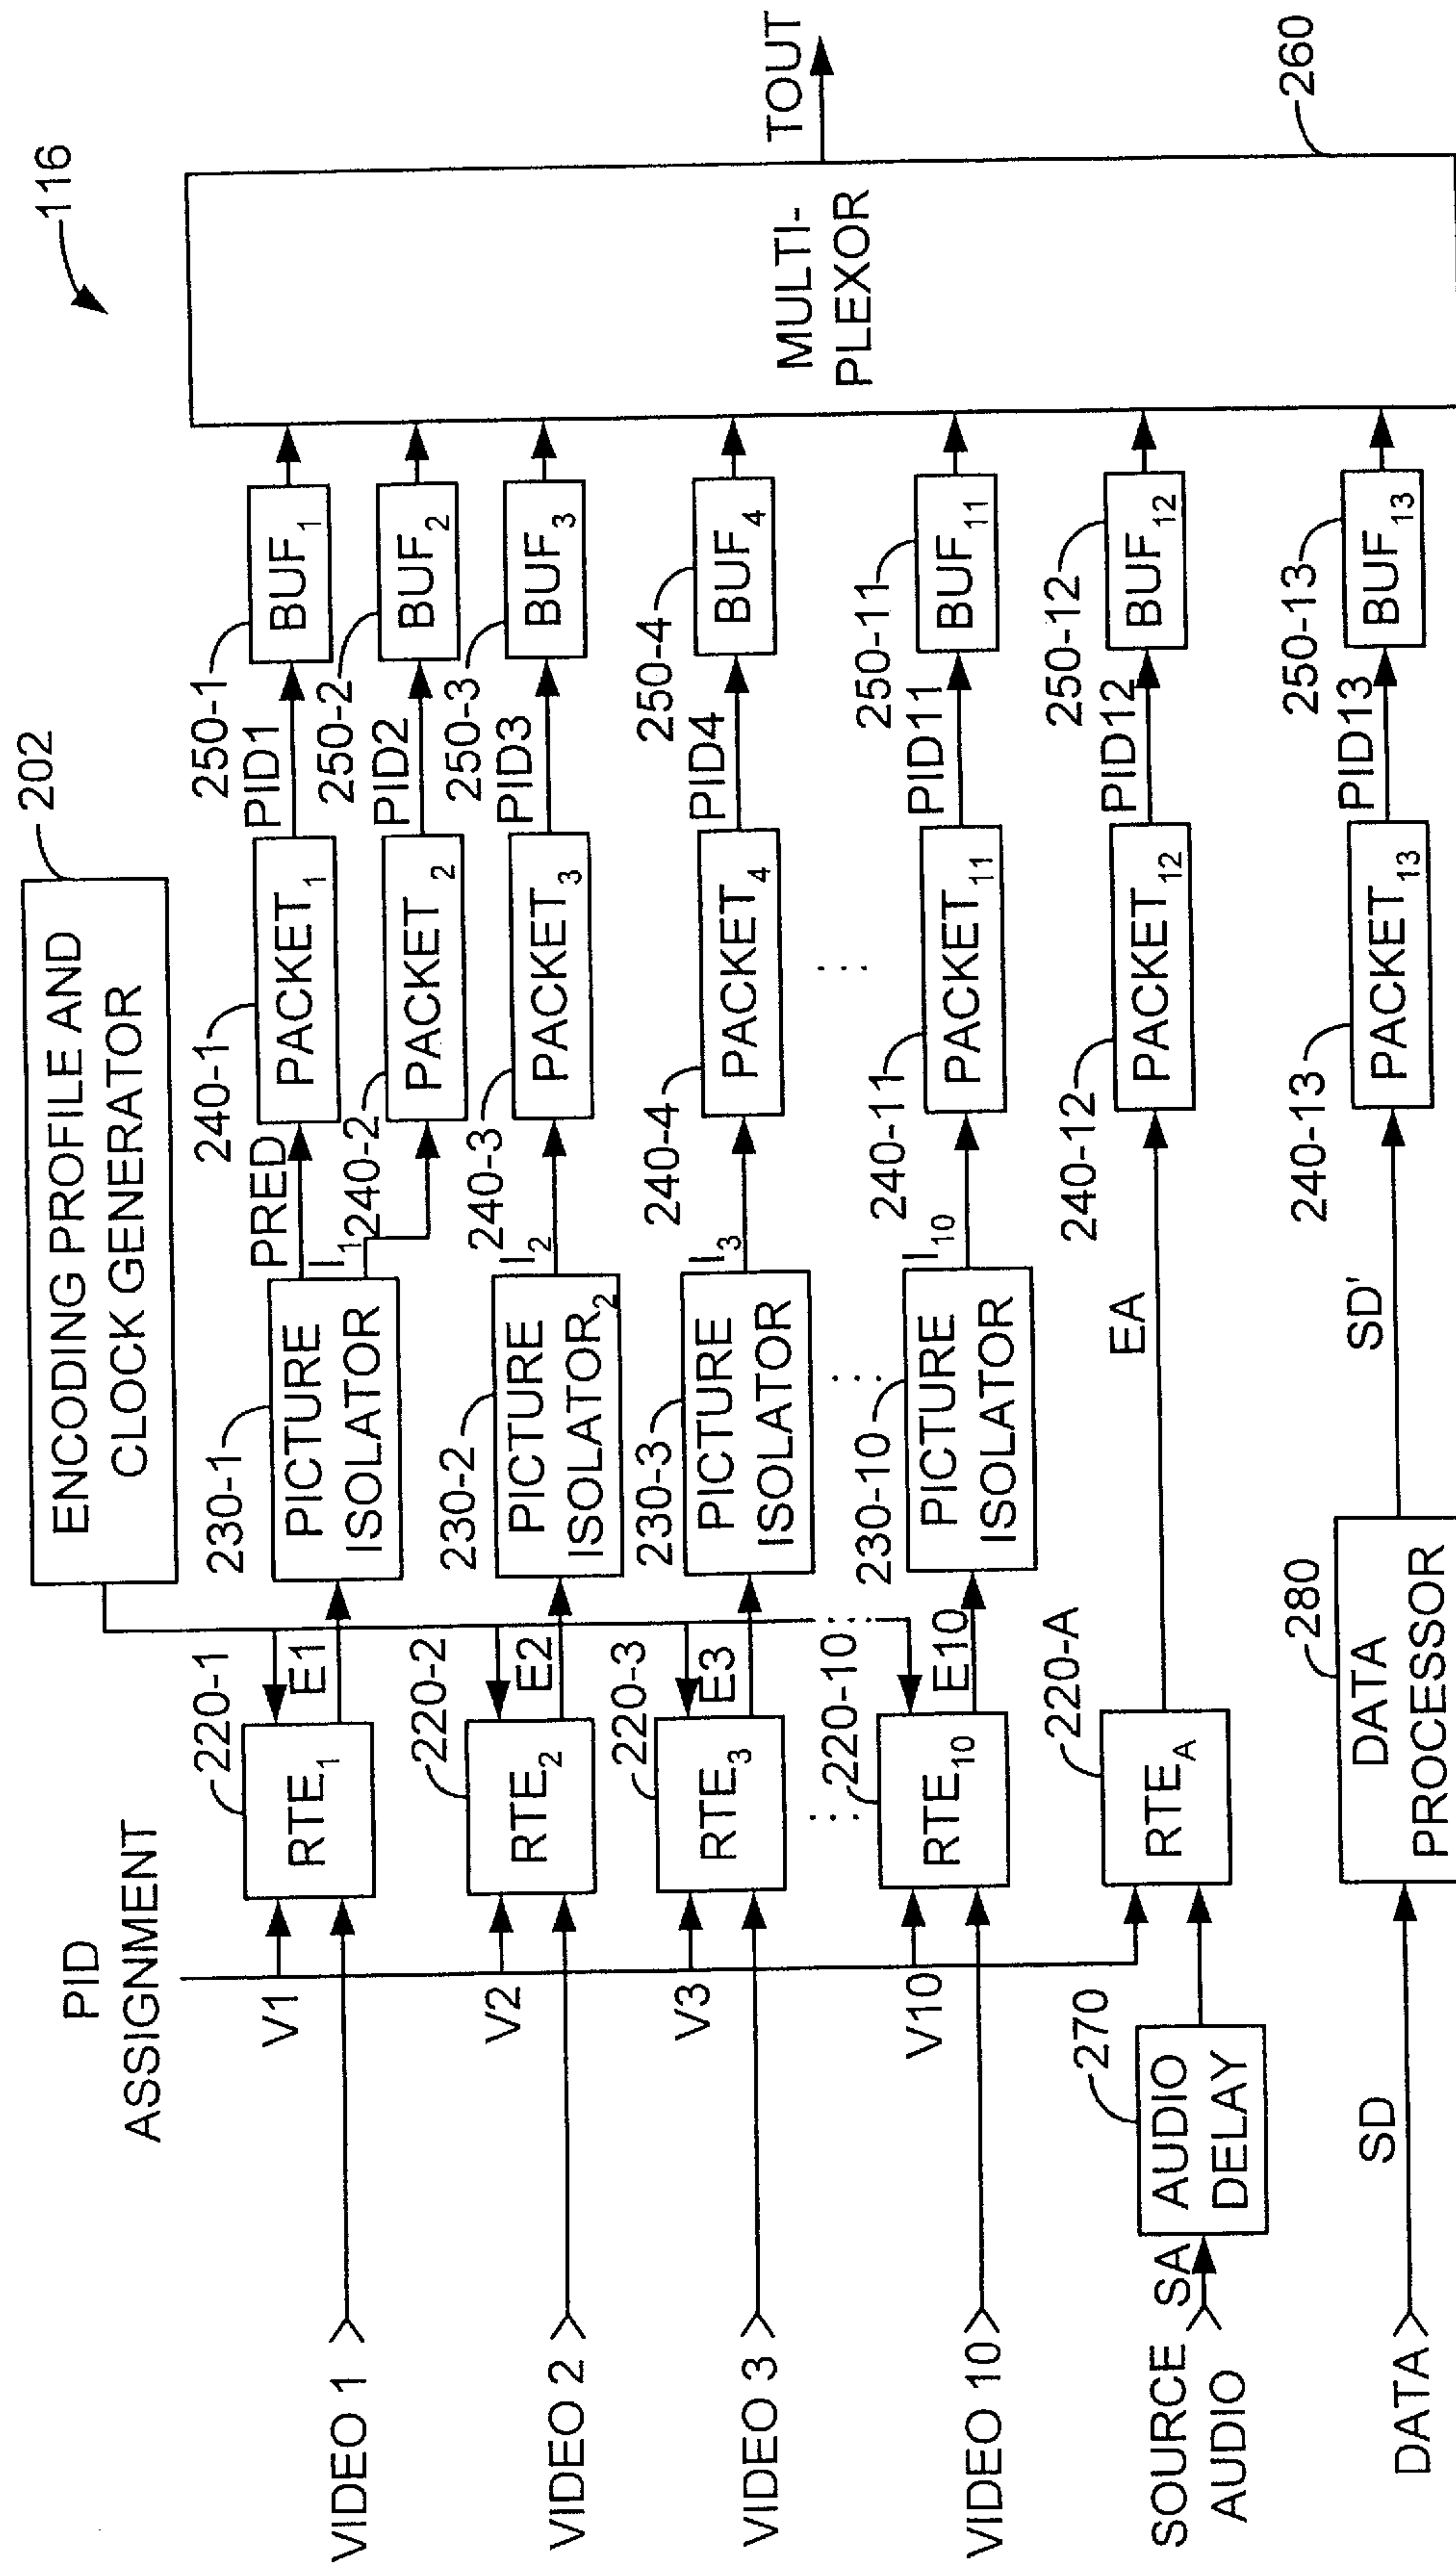 116
202
ENCODING PROFILE AND
CLOCK GENERATOR
PID
ASSIGNMENT
VIDEO 1
V1
220-1
RTE1
E1
230-1
PICTURE
ISOLATOR
PRED
I1
240-1
PACKET1
PID1
250-1
BUF1
240-2
PACKET2
PID2
250-2
BUF2
VIDEO 2
V2
220-2
RTE2
E2
230-2
PICTURE
ISOLATOR2
I2
240-3
PACKET3
PID3
250-3
BUF3
VIDEO 3
V3
220-3
RTE3
E3
230-3
PICTURE
ISOLATOR
I3
240-4
PACKET4
PID4
250-4
BUF4
VIDEO 10
V10
220-10
RTE10
E10
230-10
PICTURE
ISOLATOR
I10
240-11
PACKET11
PID11
250-11
BUF11
SOURCE
AUDIO
SA
270
AUDIO
DELAY
220-A
RTEA
EA
240-12
PACKET12
PID12
250-12
BUF12
DATA
SD
280
DATA
PROCESSOR
SD'
240-13
PACKET13
PID13
250-13
BUF13
MULTI-
PLEXOR
260
TOUT